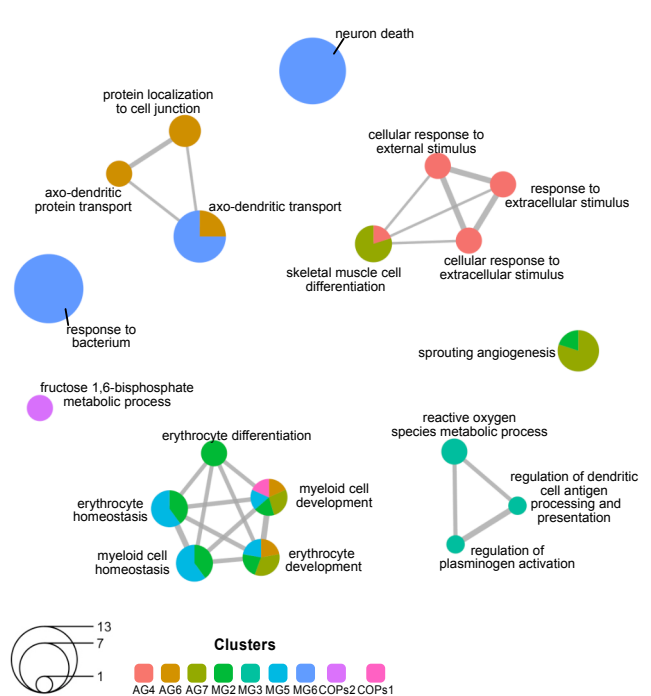 neuron death
protein localization
to cell junction
cellular response to
external stimulus
response to
extracellular stimulus
axo-dendritic
protein transport
axo-dendritic transport
cellular response to
extracellular stimulus
skeletal muscle cell
differentiation
response to
bacterium
sprouting angiogenesis
fructose 1,6-bisphosphate
metabolic process
reactive oxygen
species metabolic process
erythrocyte differentiation
regulation of dendritic
cell antigen
processing and
presentation
myeloid cell
development
erythrocyte
homeostasis
myeloid cell
homeostasis
erythrocyte
development
regulation of
plasminogen activation
13
7
1
Clusters
AG4 AG6 AG7 MG2 MG3 MG5 MG6 COPs2 COPs1